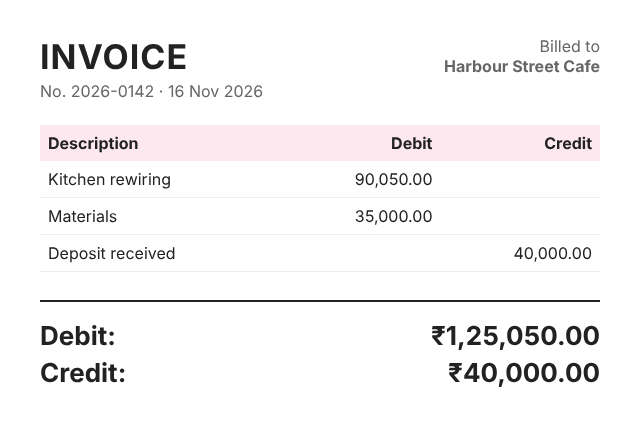 INVOICE
No. 2026-0142 · 16 Nov 2026
Billed to
Harbour Street Cafe
Description Debit Credit
Kitchen rewiring 90,050.00
Materials 35,000.00
Deposit received 40,000.00
Debit: ₹1,25,050.00
Credit: ₹40,000.00